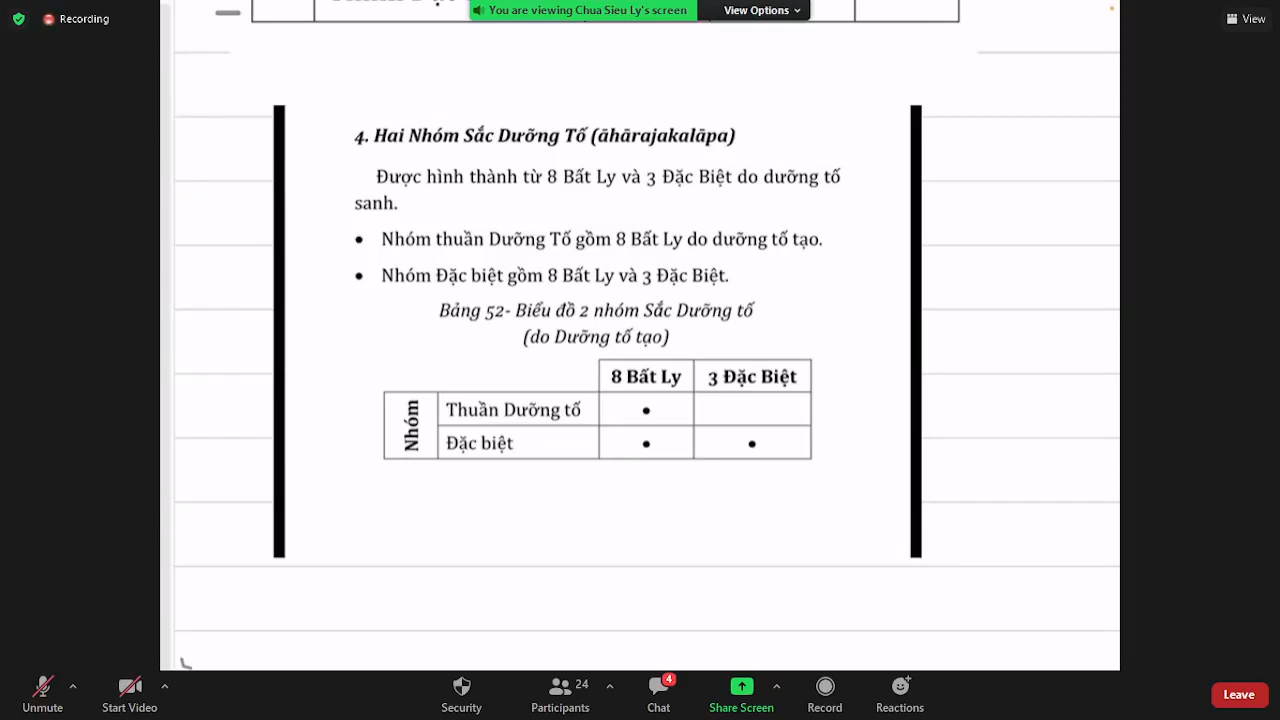 Recording
You are viewing Chua Sieu Ly's screen
View Options
View
4. Hai Nhóm Sắc Dưỡng Tố (āhārajakalāpa)
Được hình thành từ 8 Bất Ly và 3 Đặc Biệt do dưỡng tố
sanh.
• Nhóm thuần Dưỡng Tố gồm 8 Bất Ly do dưỡng tố tạo.
• Nhóm Đặc biệt gồm 8 Bất Ly và 3 Đặc Biệt.
Bảng 52- Biểu đồ 2 nhóm Sắc Dưỡng tố
(do Dưỡng tố tạo)
8 Bất Ly 3 Đặc Biệt
Nhóm
Thuần Dưỡng tố •
Đặc biệt • •
Unmute
Start Video
Security
24
Participants
4
Chat
Share Screen
Record
Reactions
Leave